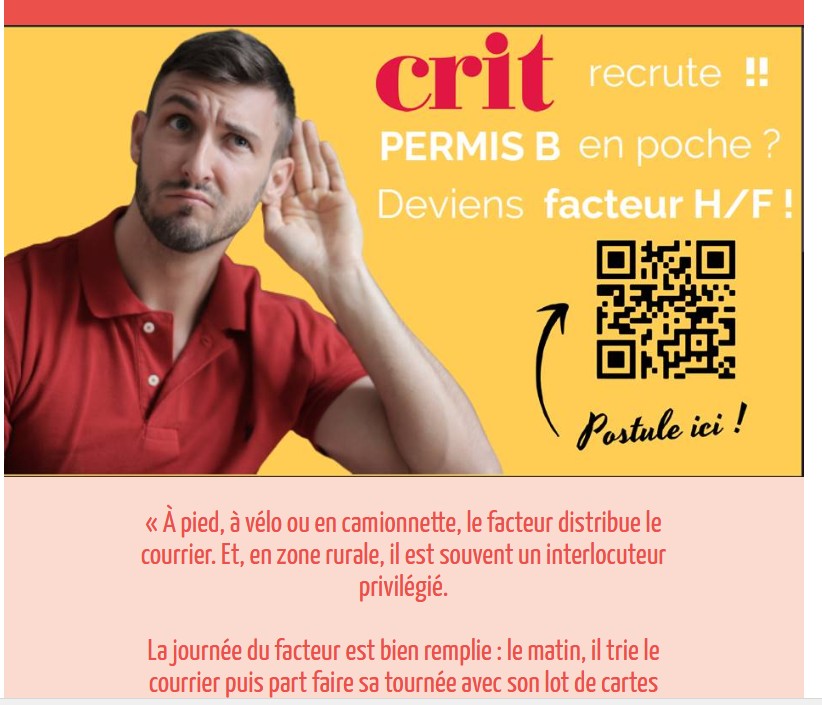 crit recrute !!
PERMIS B en poche ?
Deviens facteur H/F !
Postule ici !
« À pied, à vélo ou en camionnette, le facteur distribue le
courrier. Et, en zone rurale, il est souvent un interlocuteur
privilégié.
La journée du facteur est bien remplie : le matin, il trie le
courrier puis part faire sa tournée avec son lot de cartes